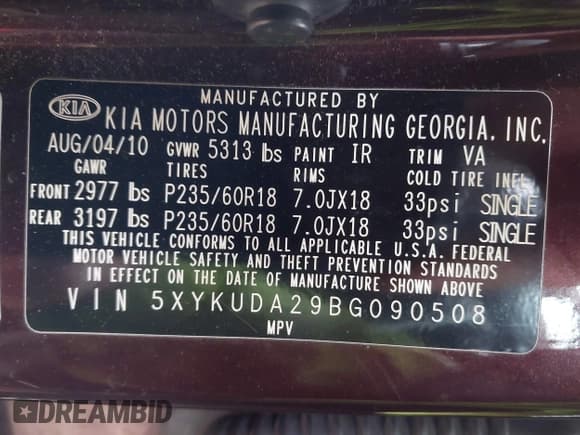 MANUFACTURED BY
KIA KIA MOTORS MANUFACTURING GEORGIA, INC.
AUG/04/10 GVWR 5313 lbs PAINT IR TRIM VA
GAWR TIRES RIMS COLD TIRE INFL
FRONT 2977 lbs P235/60R18 7.0JX18 33psi SINGLE
REAR 3197 lbs P235/60R18 7.0JX18 33psi SINGLE
THIS VEHICLE CONFORMS TO ALL APPLICABLE U.S.A. FEDERAL
MOTOR VEHICLE SAFETY AND THEFT PREVENTION STANDARDS
IN EFFECT ON THE DATE OF MANUFACTURE SHOWN ABOVE
VIN 5XYKUDA29BG090508
MPV
DREAMBID